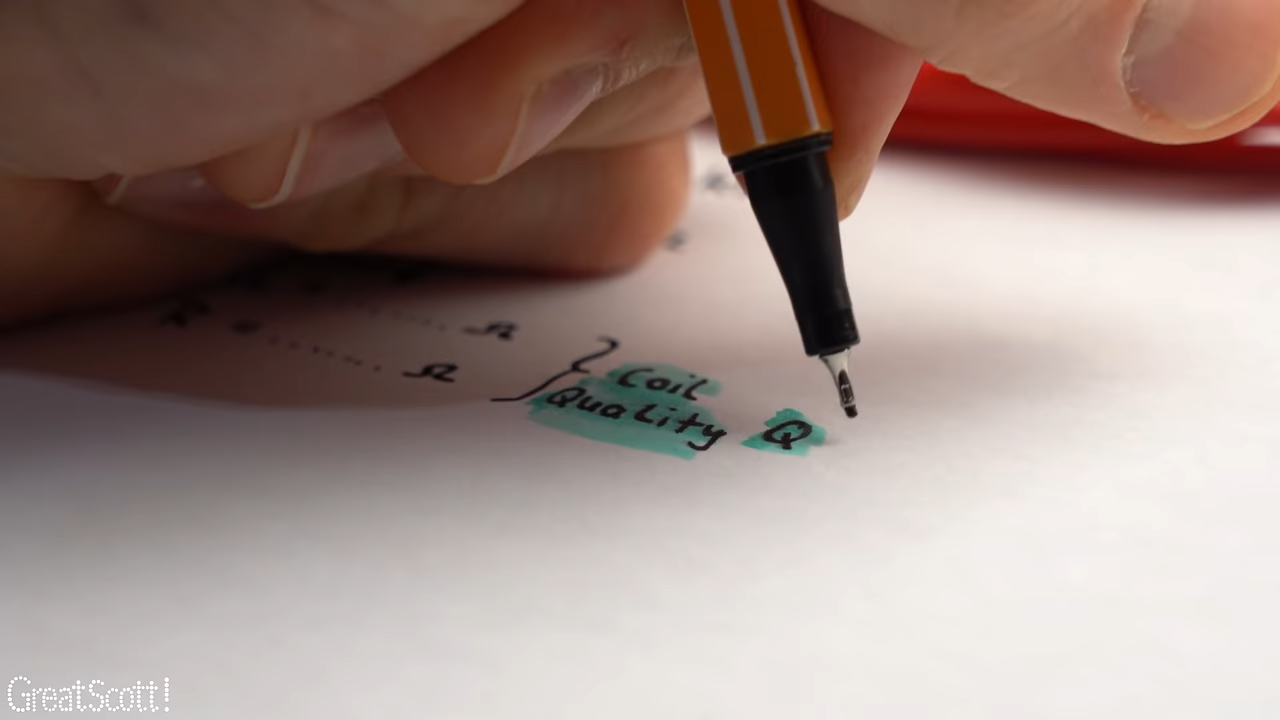 Ω
R = ........ Ω
Coil
Quality Q
GreatScott!